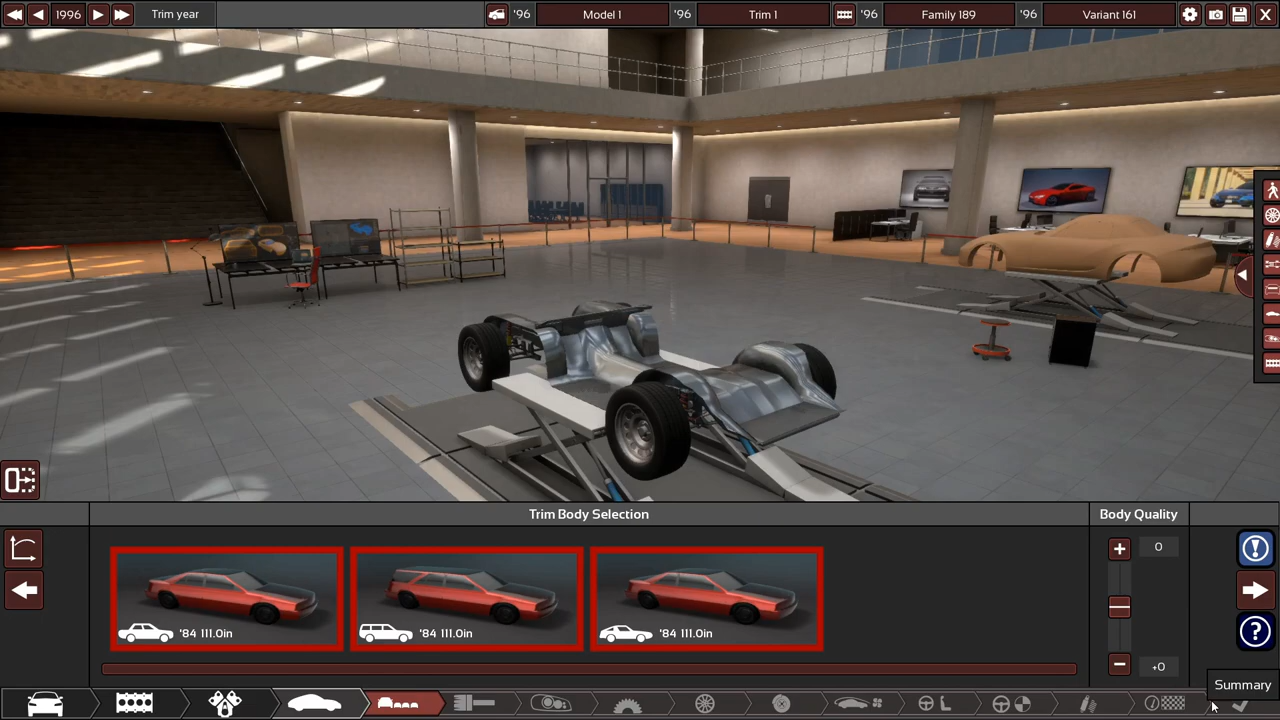 1996 Trim year '96 Model 1 '96 Trim 1 '96 Family 189 '96 Variant 161
Trim Body Selection
Body Quality
0
'84 111.0in
'84 111.0in
'84 111.0in
+0
Summary